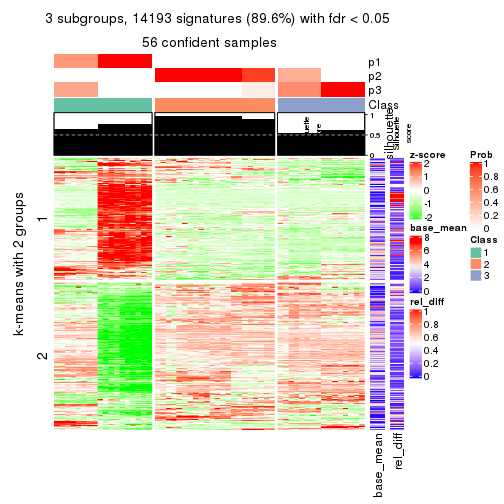 3 subgroups, 14193 signatures (89.6%) with fdr < 0.05
56 confident samples
p1
p2
p3
Class
1
0.5
0
silhouette
score
k-means with 2 groups
1
2
base_mean
rel_diff
z-score
2
1
0
-1
-2
base_mean
8
6
4
2
0
rel_diff
1
0.8
0.6
0.4
0.2
0
Prob
1
0.8
0.6
0.4
0.2
0
Class
1
2
3